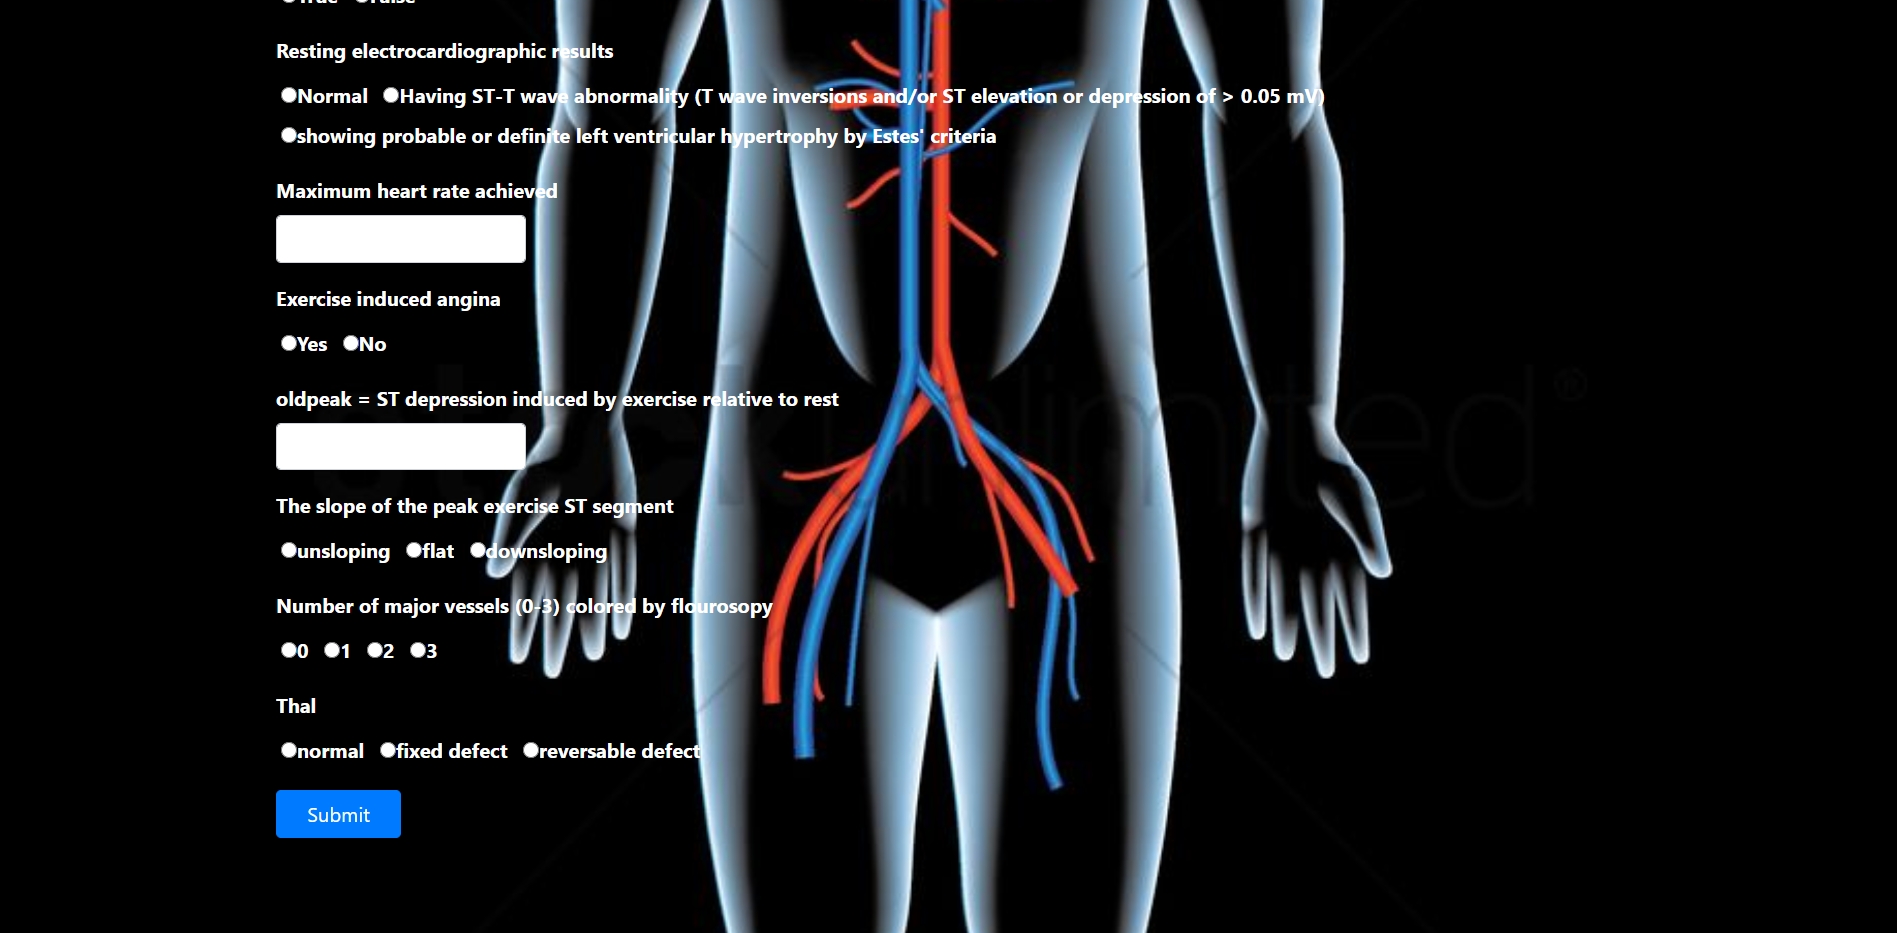 True False
Resting electrocardiographic results
Normal Having ST-T wave abnormality (T wave inversions and/or ST elevation or depression of > 0.05 mV)
showing probable or definite left ventricular hypertrophy by Estes' criteria
Maximum heart rate achieved
Exercise induced angina
Yes No
oldpeak = ST depression induced by exercise relative to rest
The slope of the peak exercise ST segment
unsloping flat downsloping
Number of major vessels (0-3) colored by flourosopy
0 1 2 3
Thal
normal fixed defect reversable defect
Submit